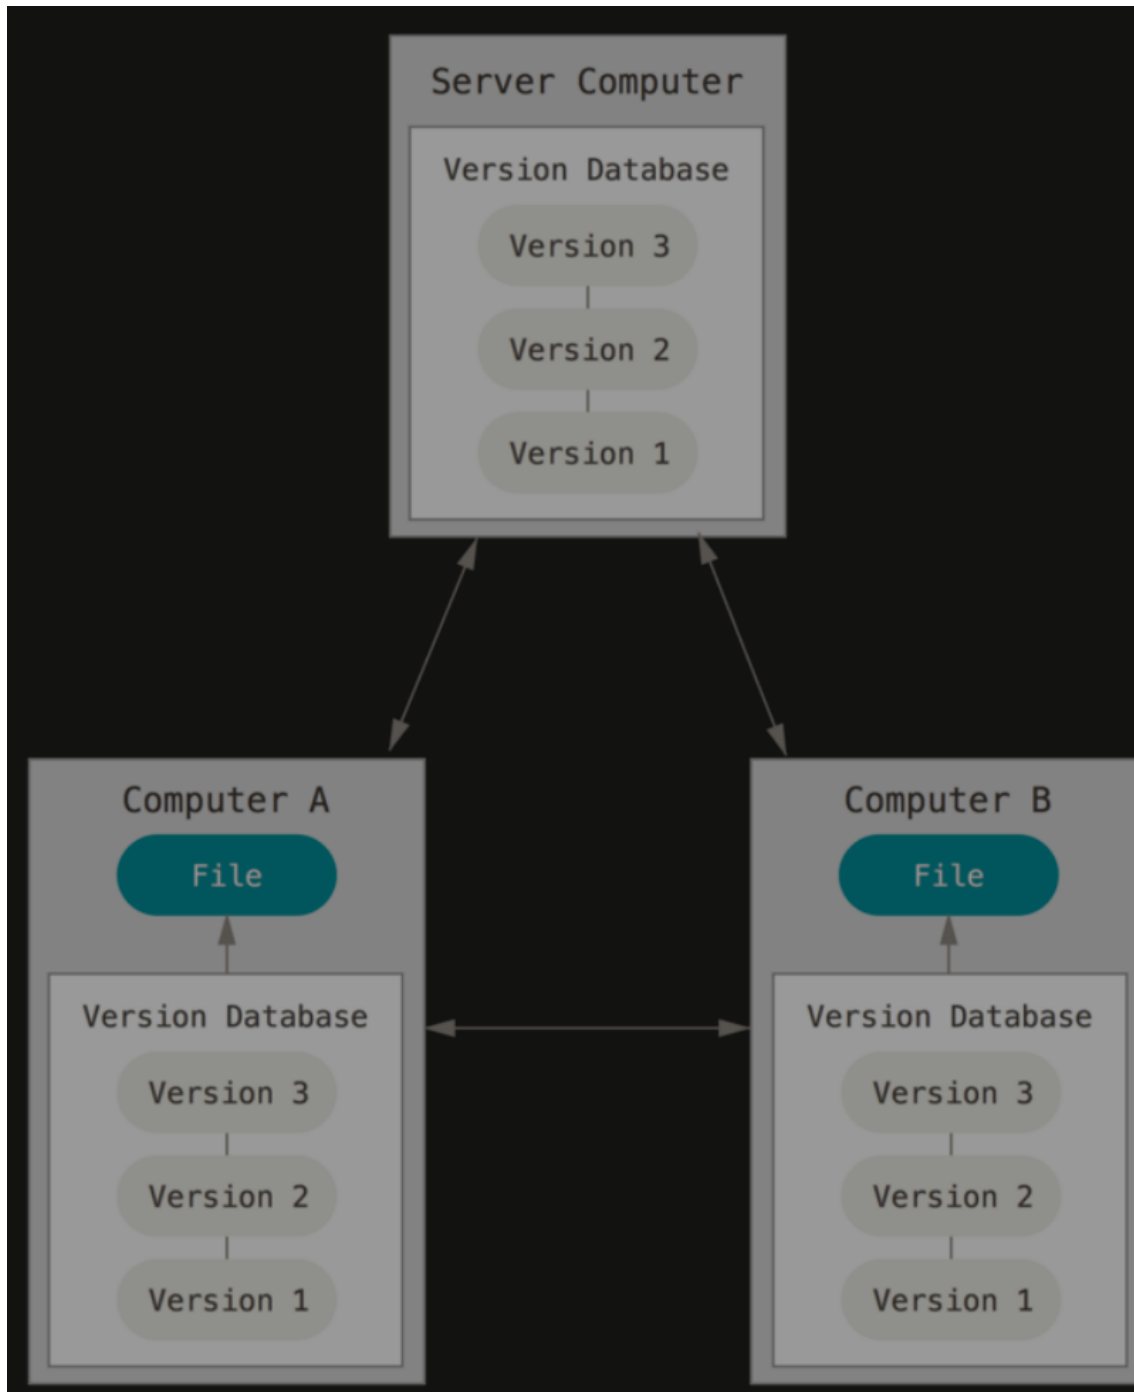 Server Computer
Version Database
Version 3
Version 2
Version 1
Computer A
File
Version Database
Version 3
Version 2
Version 1
Computer B
File
Version Database
Version 3
Version 2
Version 1